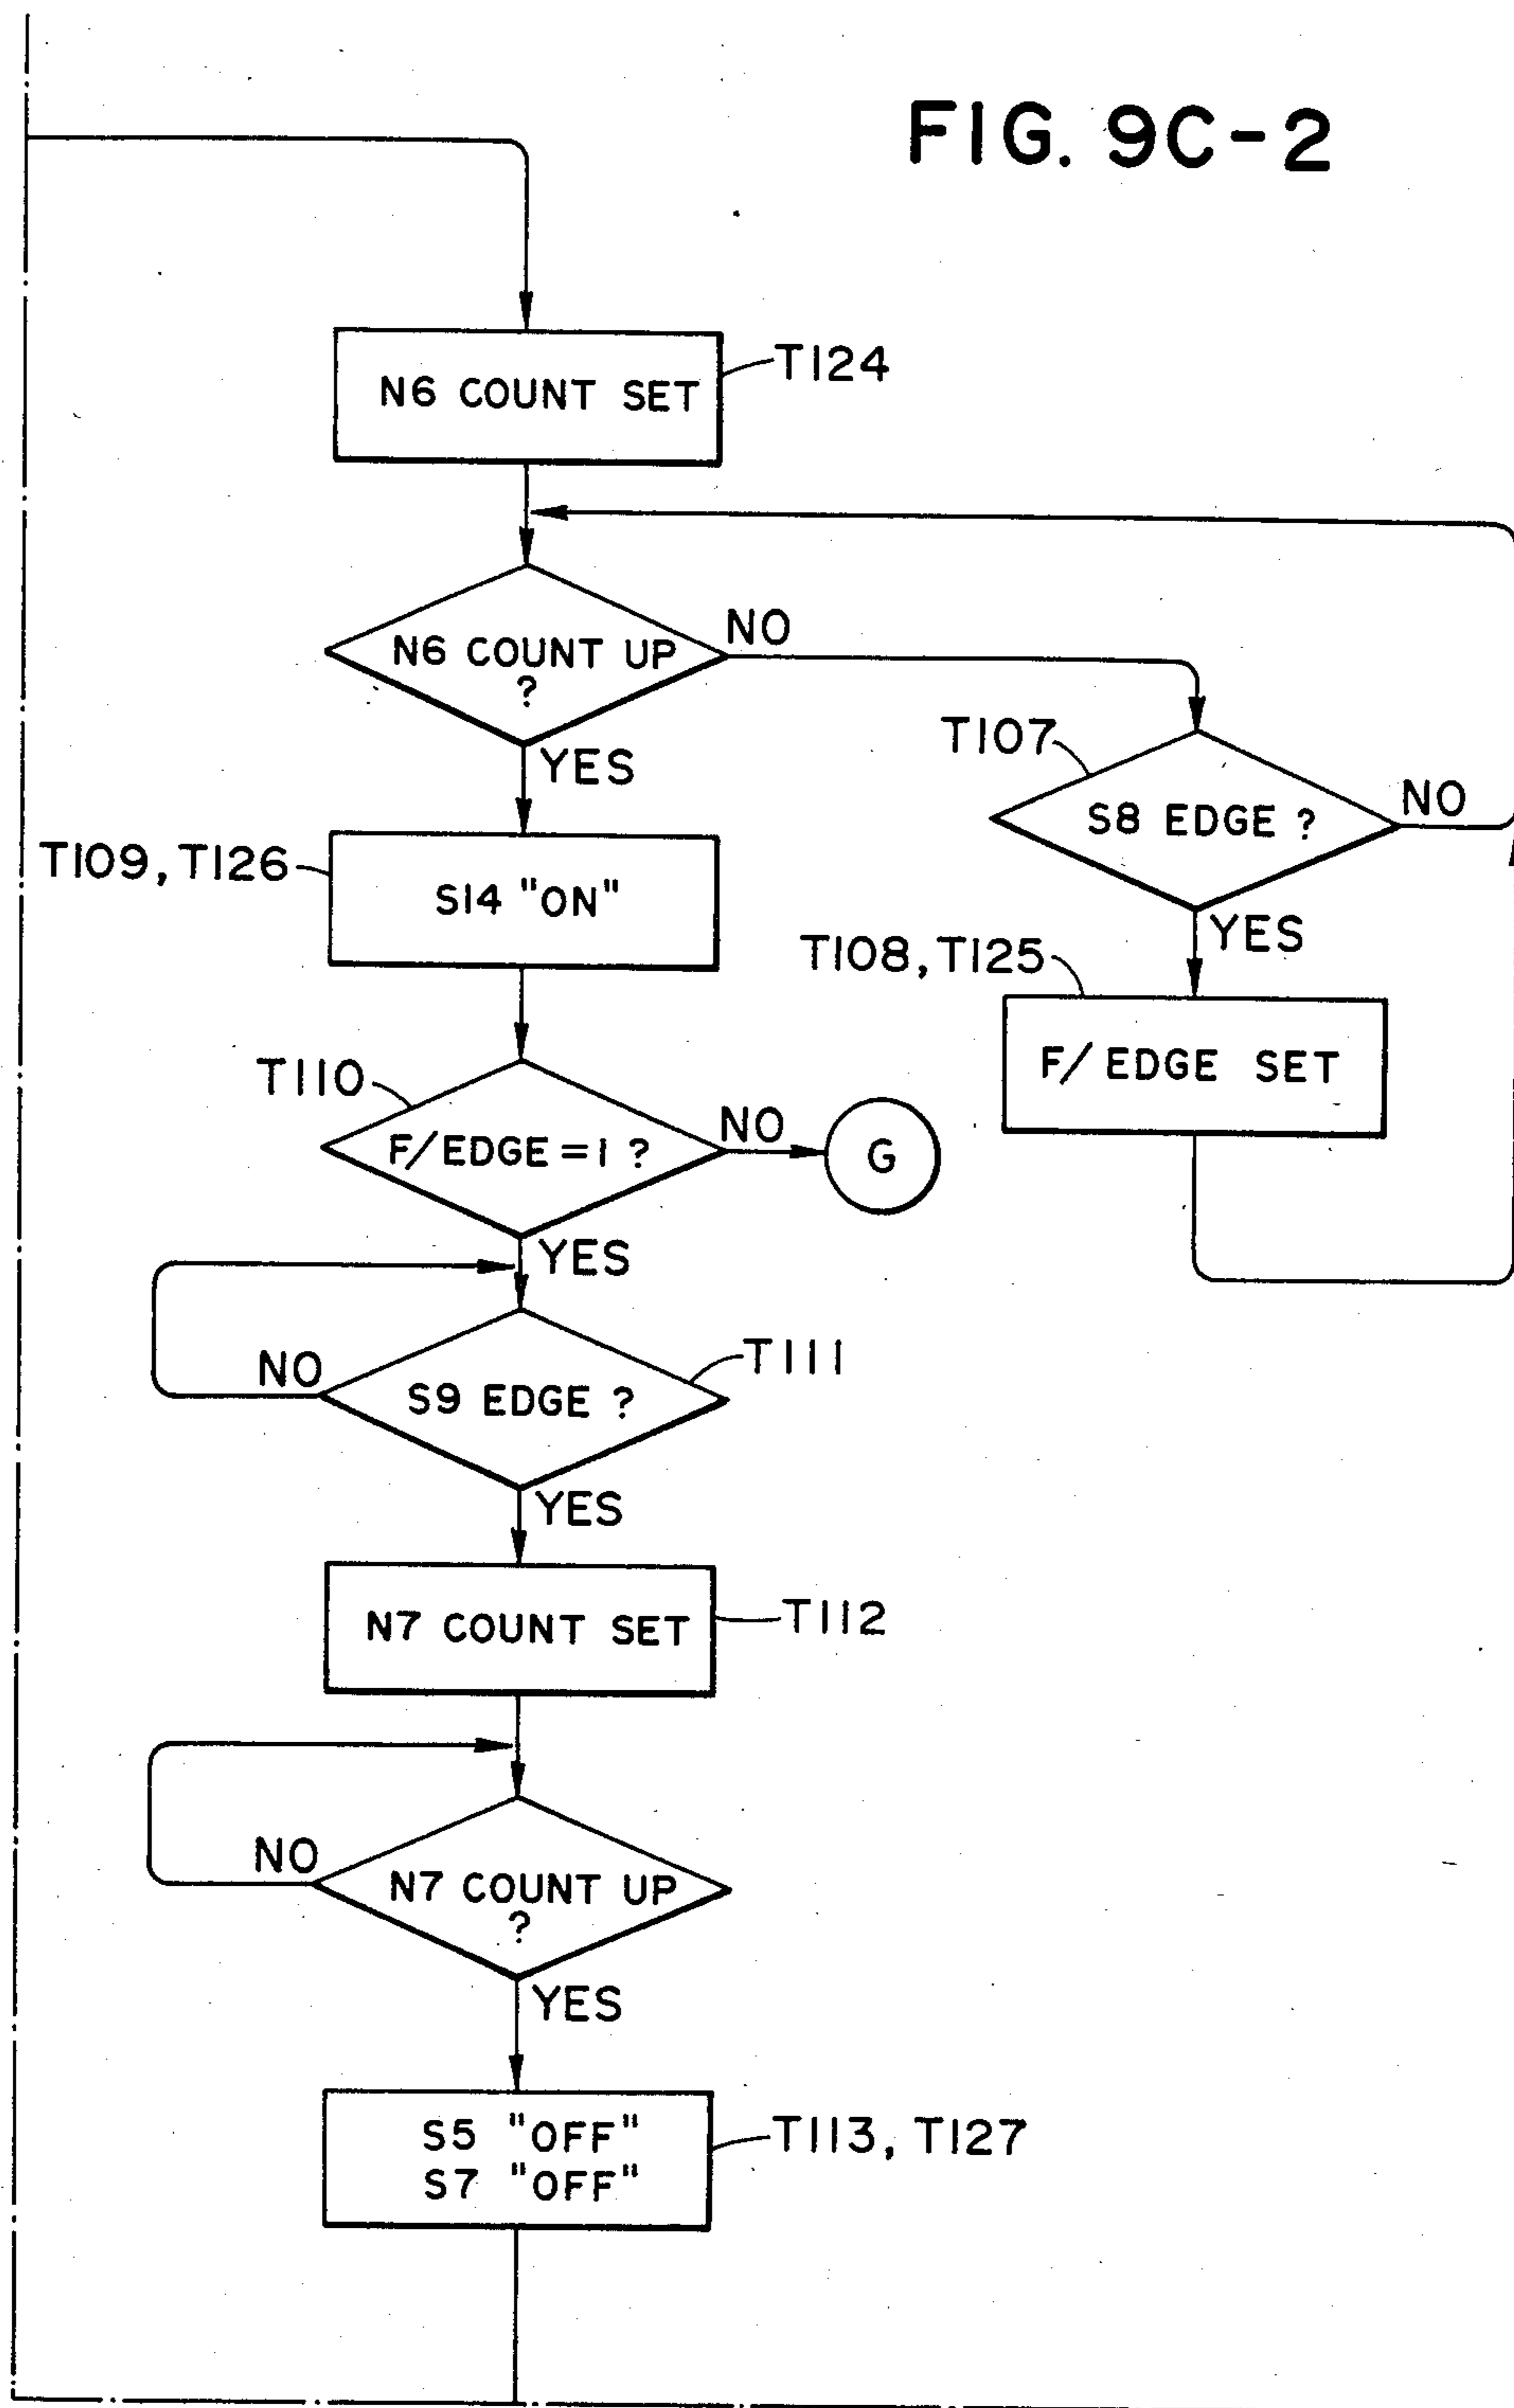 FIG. 9C-2
T124
N6 COUNT SET
N6 COUNT UP
?
NO
YES
T107
S8 EDGE ?
NO
YES
T109, T126
S14 "ON"
T108, T125
F/EDGE SET
T110
F/EDGE = 1 ?
NO
G
YES
T111
NO
S9 EDGE ?
YES
N7 COUNT SET
T112
NO
N7 COUNT UP
?
YES
S5 "OFF"
S7 "OFF"
T113, T127